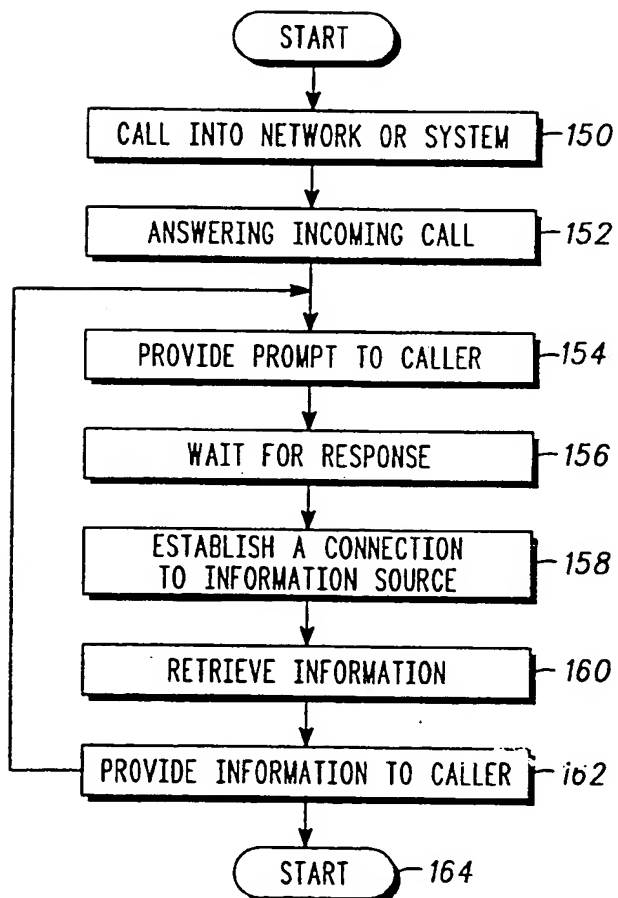 START
CALL INTO NETWORK OR SYSTEM 150
ANSWERING INCOMING CALL 152
PROVIDE PROMPT TO CALLER 154
WAIT FOR RESPONSE 156
ESTABLISH A CONNECTION
TO INFORMATION SOURCE 158
RETRIEVE INFORMATION 160
PROVIDE INFORMATION TO CALLER 162
START 164